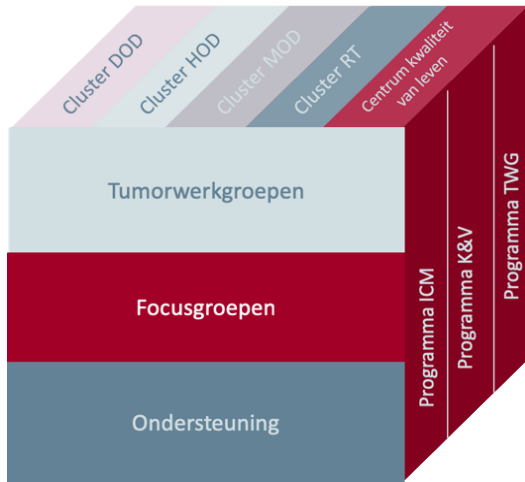 Cluster DOD
Cluster HOD
Cluster MOD
Cluster RT
Centrum kwaliteit
van leven
Tumorwerkgroepen
Focusgroepen
Ondersteuning
Programma ICM
Programma K&V
Programma TWG